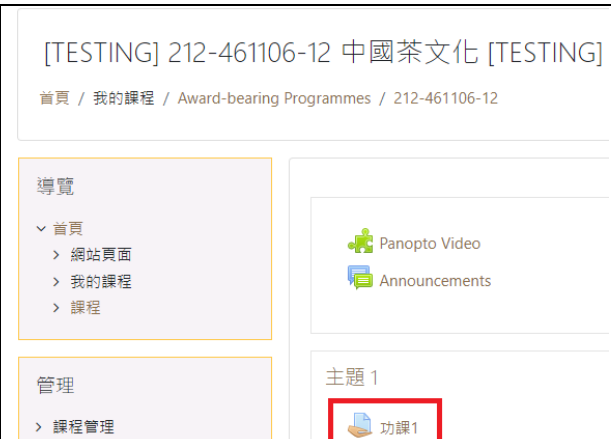 [TESTING] 212-461106-12 中國茶文化 [TESTING]
首頁 / 我的課程 / Award-bearing Programmes / 212-461106-12
導覽
首頁
網站頁面
我的課程
課程
管理
課程管理
Panopto Video
Announcements
主題 1
功課1